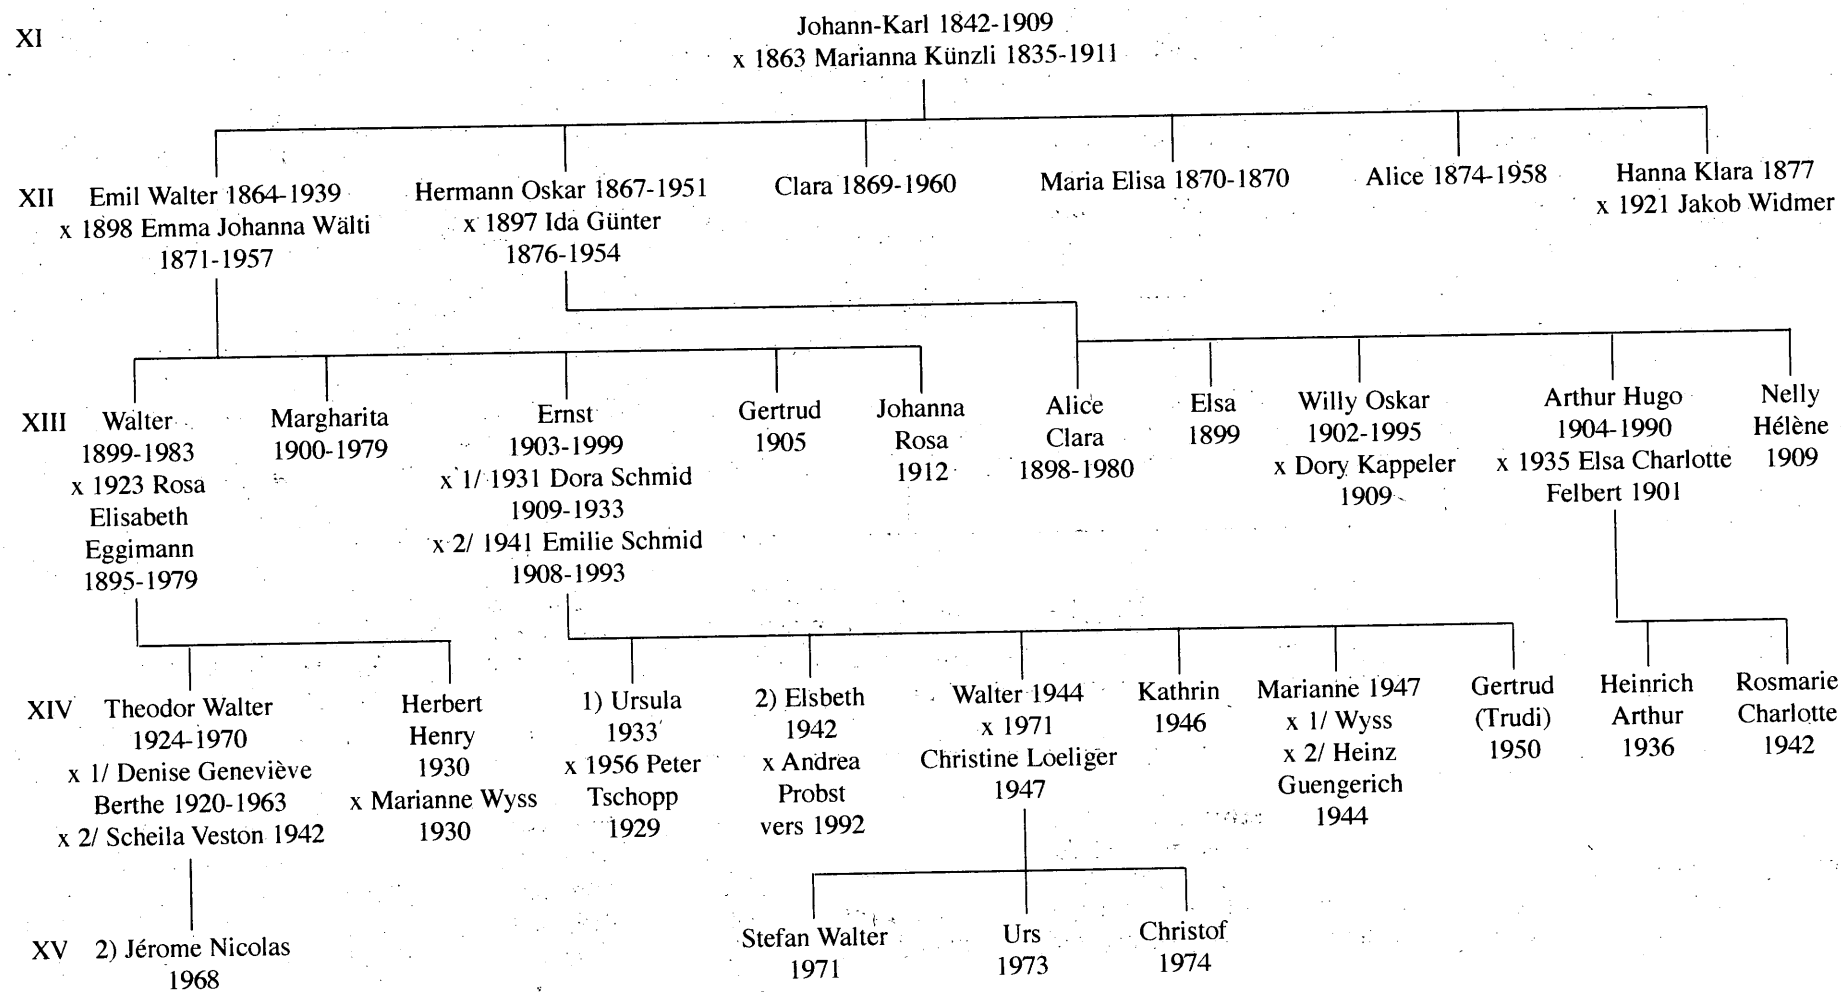 XI
Johann-Karl 1842-1909
x 1863 Marianna Künzli 1835-1911
XII
Emil Walter 1864-1939
x 1898 Emma Johanna Wälti
1871-1957
Hermann Oskar 1867-1951
x 1897 Ida Günter
1876-1954
Clara 1869-1960
Maria Elisa 1870-1870
Alice 1874-1958
Hanna Klara 1877
x 1921 Jakob Widmer
XIII
Walter
1899-1983
x 1923 Rosa
Elisabeth
Eggimann
1895-1979
Margharita
1900-1979
Ernst
1903-1999
x 1/ 1931 Dora Schmid
1909-1933
x 2/ 1941 Emilie Schmid
1908-1993
Gertrud
1905
Johanna
Rosa
1912
Alice
Clara
1898-1980
Elsa
1899
Willy Oskar
1902-1995
x Dory Kappeler
1909
Arthur Hugo
1904-1990
x 1935 Elsa Charlotte
Felbert 1901
Nelly
Hélène
1909
XIV
Theodor Walter
1924-1970
x 1/ Denise Geneviève
Berthe 1920-1963
x 2/ Scheila Veston 1942
Herbert
Henry
1930
x Marianne Wyss
1930
1) Ursula
1933
x 1956 Peter
Tschopp
1929
2) Elsbeth
1942
x Andrea
Probst
vers 1992
Walter 1944
x 1971
Christine Loeliger
1947
Kathrin
1946
Marianne 1947
x 1/ Wyss
x 2/ Heinz
Guengerich
1944
Gertrud
(Trudi)
1950
Heinrich
Arthur
1936
Rosmarie
Charlotte
1942
XV
2) Jérome Nicolas
1968
Stefan Walter
1971
Urs
1973
Christof
1974